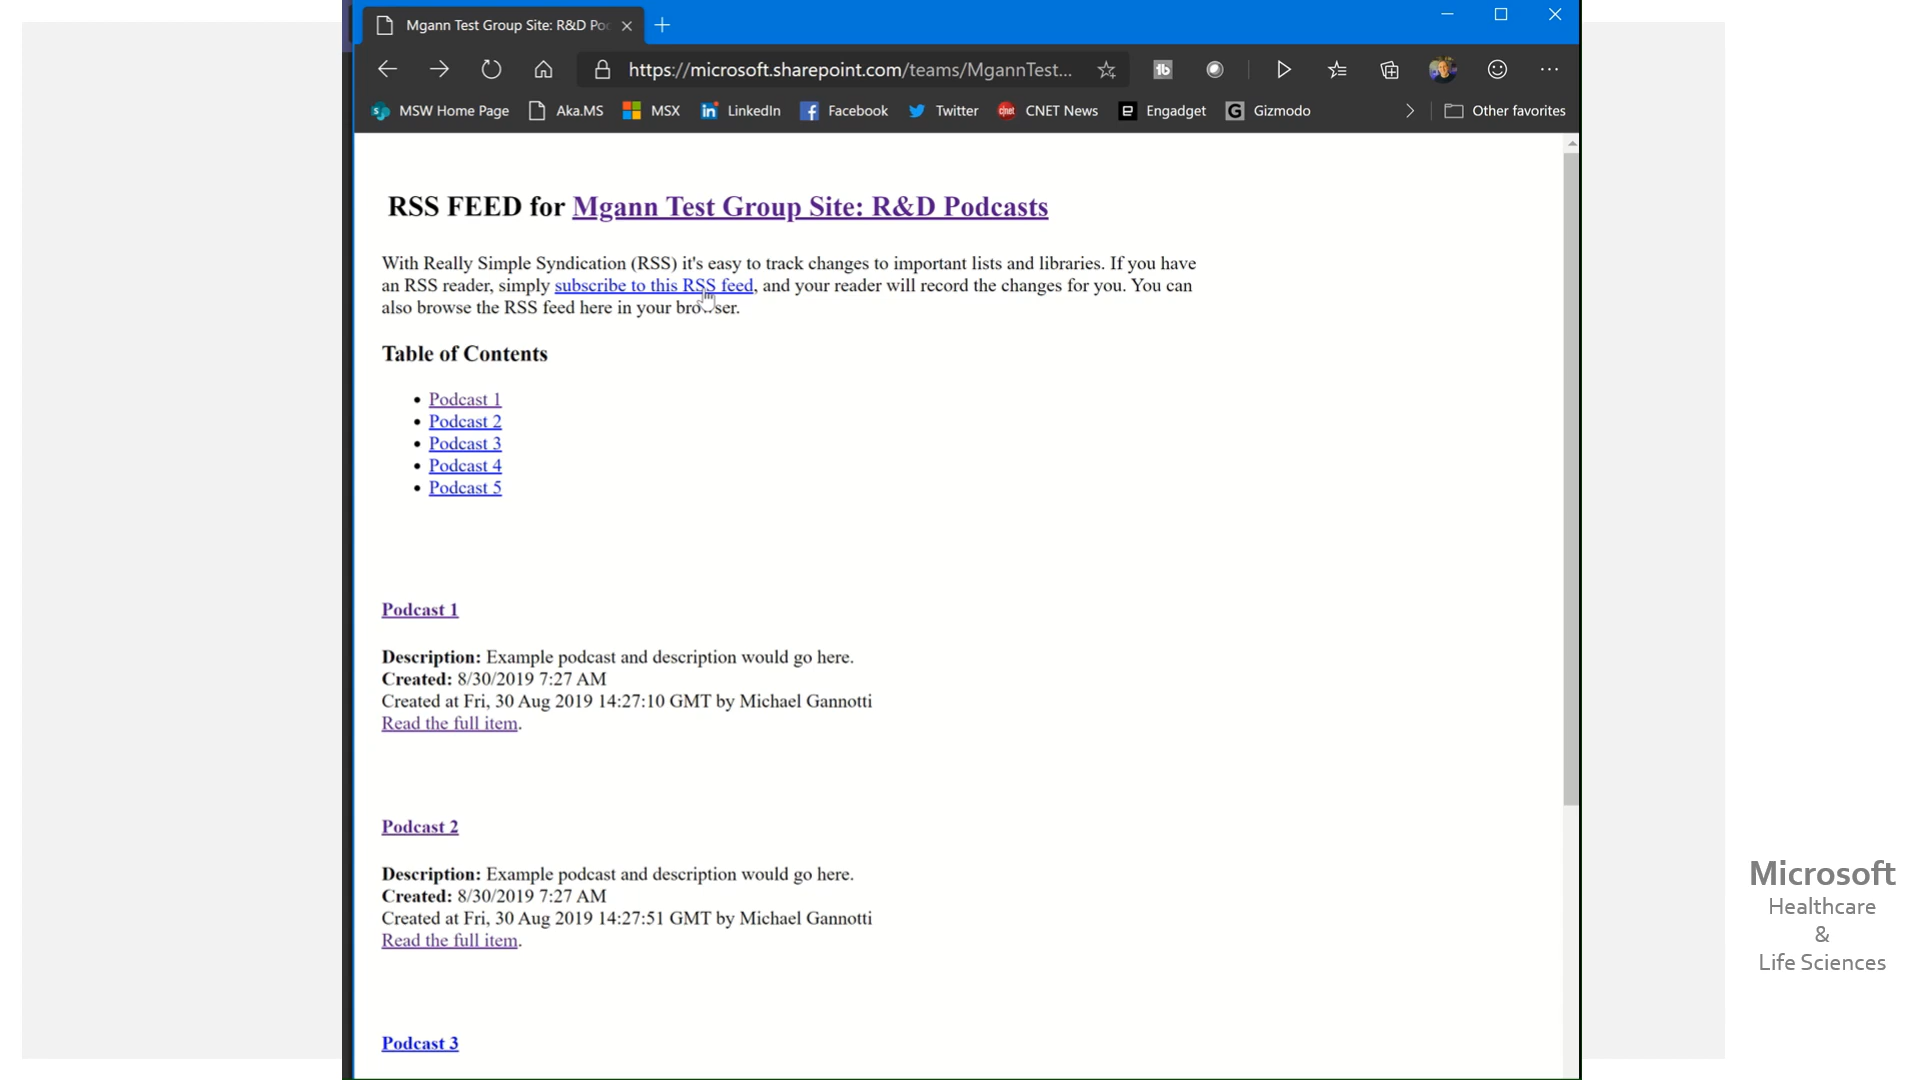 Mgann Test Group Site: R&D Po
https://microsoft.sharepoint.com/teams/MgannTest...
MSW Home Page Aka.MS MSX LinkedIn Facebook Twitter CNET News Engadget Gizmodo Other favorites
RSS FEED for Mgann Test Group Site: R&D Podcasts
With Really Simple Syndication (RSS) it's easy to track changes to important lists and libraries. If you have
an RSS reader, simply subscribe to this RSS feed, and your reader will record the changes for you. You can
also browse the RSS feed here in your browser.
Table of Contents
Podcast 1
Podcast 2
Podcast 3
Podcast 4
Podcast 5
Podcast 1
Description: Example podcast and description would go here.
Created: 8/30/2019 7:27 AM
Created at Fri, 30 Aug 2019 14:27:10 GMT by Michael Gannotti
Read the full item.
Podcast 2
Description: Example podcast and description would go here.
Created: 8/30/2019 7:27 AM
Created at Fri, 30 Aug 2019 14:27:51 GMT by Michael Gannotti
Read the full item.
Podcast 3
Microsoft
Healthcare
&
Life Sciences